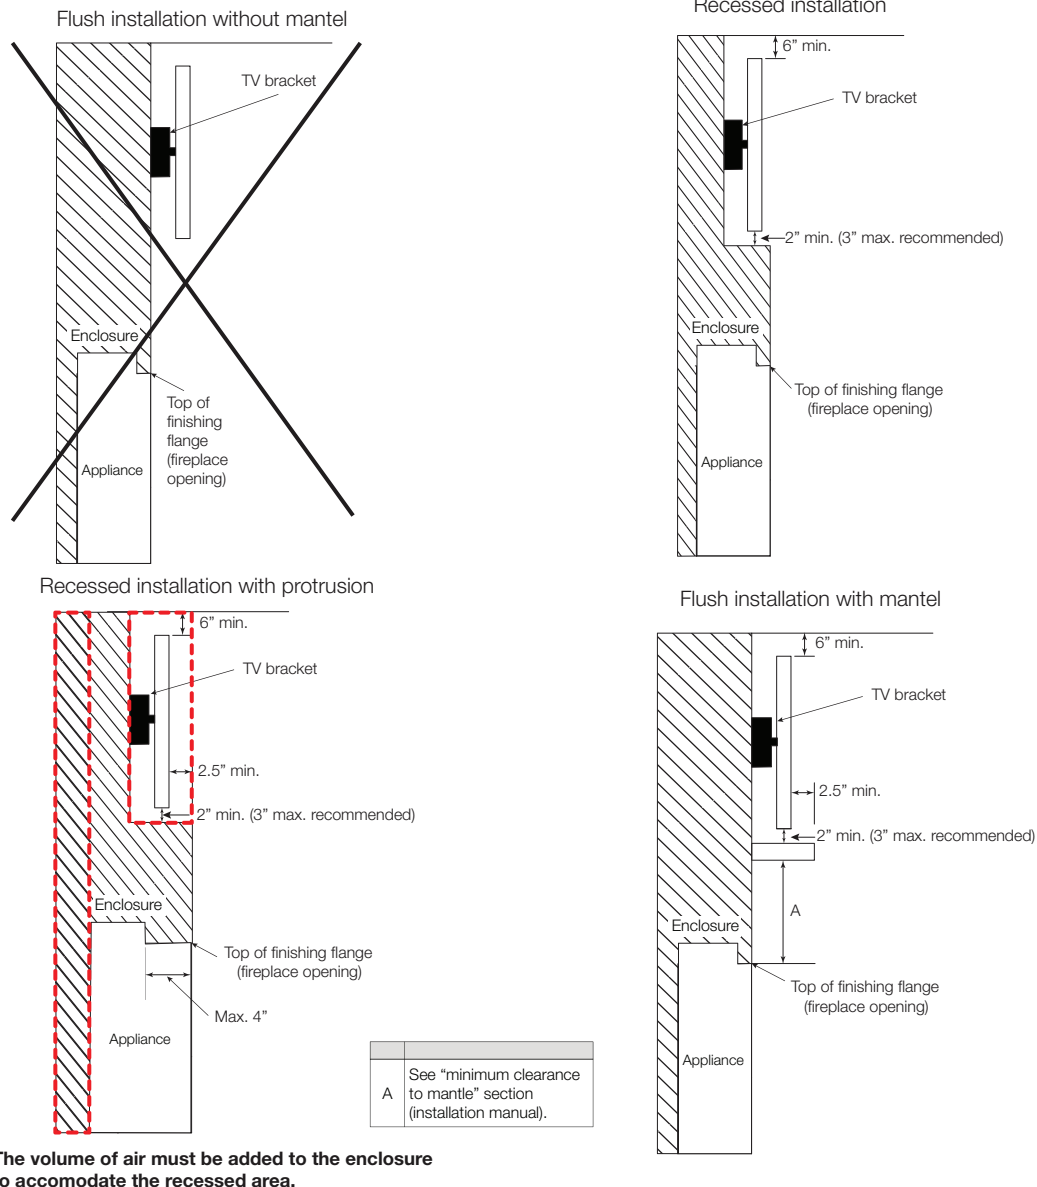 Flush installation without mantel
TV bracket
Enclosure
Top of
finishing
flange
(fireplace
opening)
Appliance
Recessed installation
6” min.
TV bracket
2” min. (3” max. recommended)
Enclosure
Top of finishing flange
(fireplace opening)
Appliance
Recessed installation with protrusion
6” min.
TV bracket
2.5” min.
2” min. (3” max. recommended)
Enclosure
Top of finishing flange
(fireplace opening)
Max. 4”
Appliance
Flush installation with mantel
6” min.
TV bracket
2.5” min.
2” min. (3” max. recommended)
A
Enclosure
Top of finishing flange
(fireplace opening)
Appliance
A
See “minimum clearance
to mantle” section
(installation manual).
The volume of air must be added to the enclosure
to accomodate the recessed area.